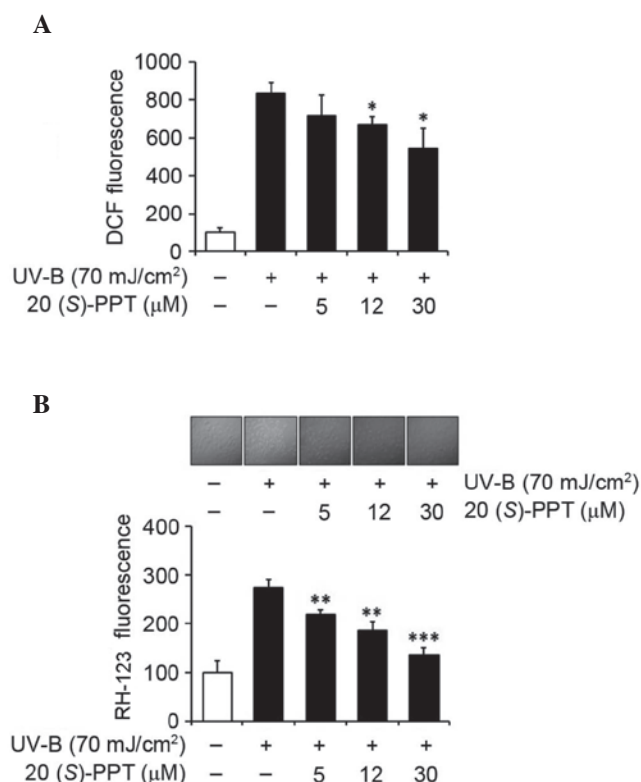 A
DCF fluorescence
1000
800
600
400
200
0
* *
UV-B (70 mJ/cm²) – + + + +
20 (S)-PPT (μM) – – 5 12 30
B
– + + + + UV-B (70 mJ/cm²)
– – 5 12 30 20 (S)-PPT (μM)
RH-123 fluorescence
400
300
200
100
0
** ** ***
UV-B (70 mJ/cm²) – + + + +
20 (S)-PPT (μM) – – 5 12 30